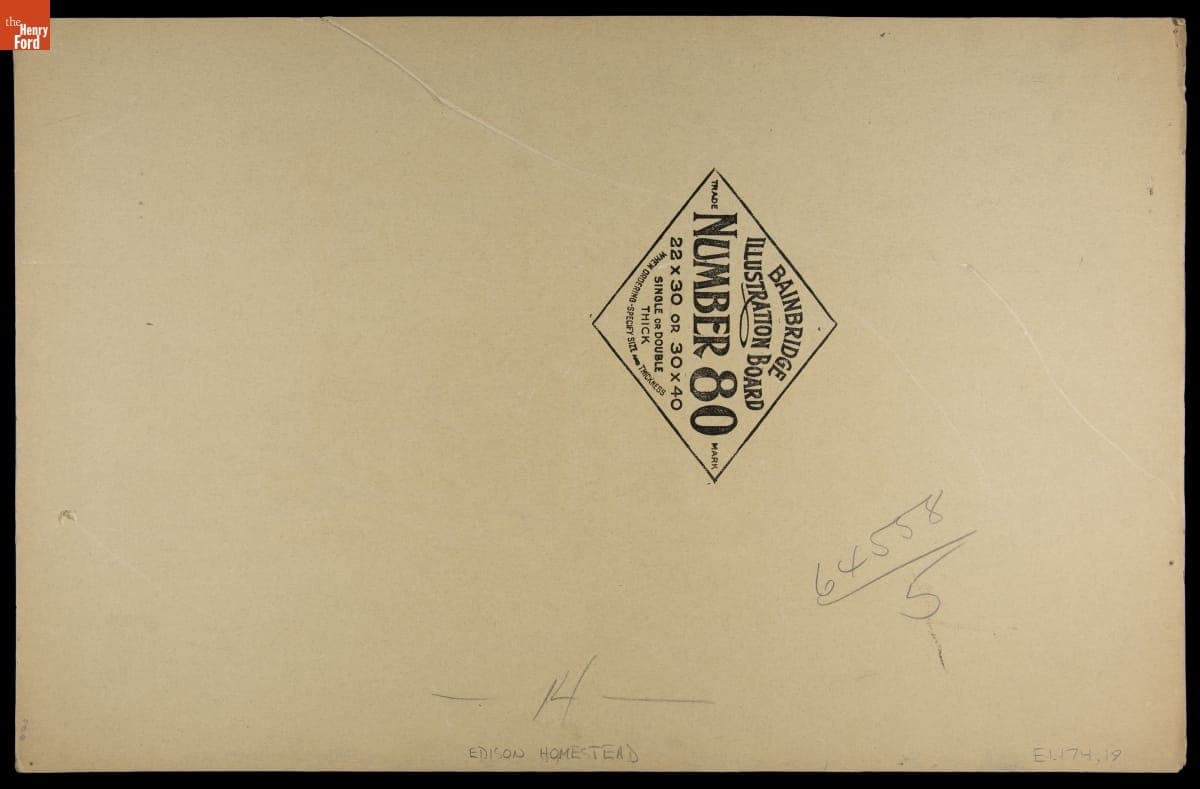 the
Henry
Ford
BAINBRIDGE
ILLUSTRATION BOARD
TRADE NUMBER 80 MARK
22 X 30 OR 30 X 40
SINGLE OR DOUBLE
THICK
WHEN ORDERING-SPECIFY SIZE AND THICKNESS
64558
5
— 14 —
EDISON HOMESTEAD
E1.174.19